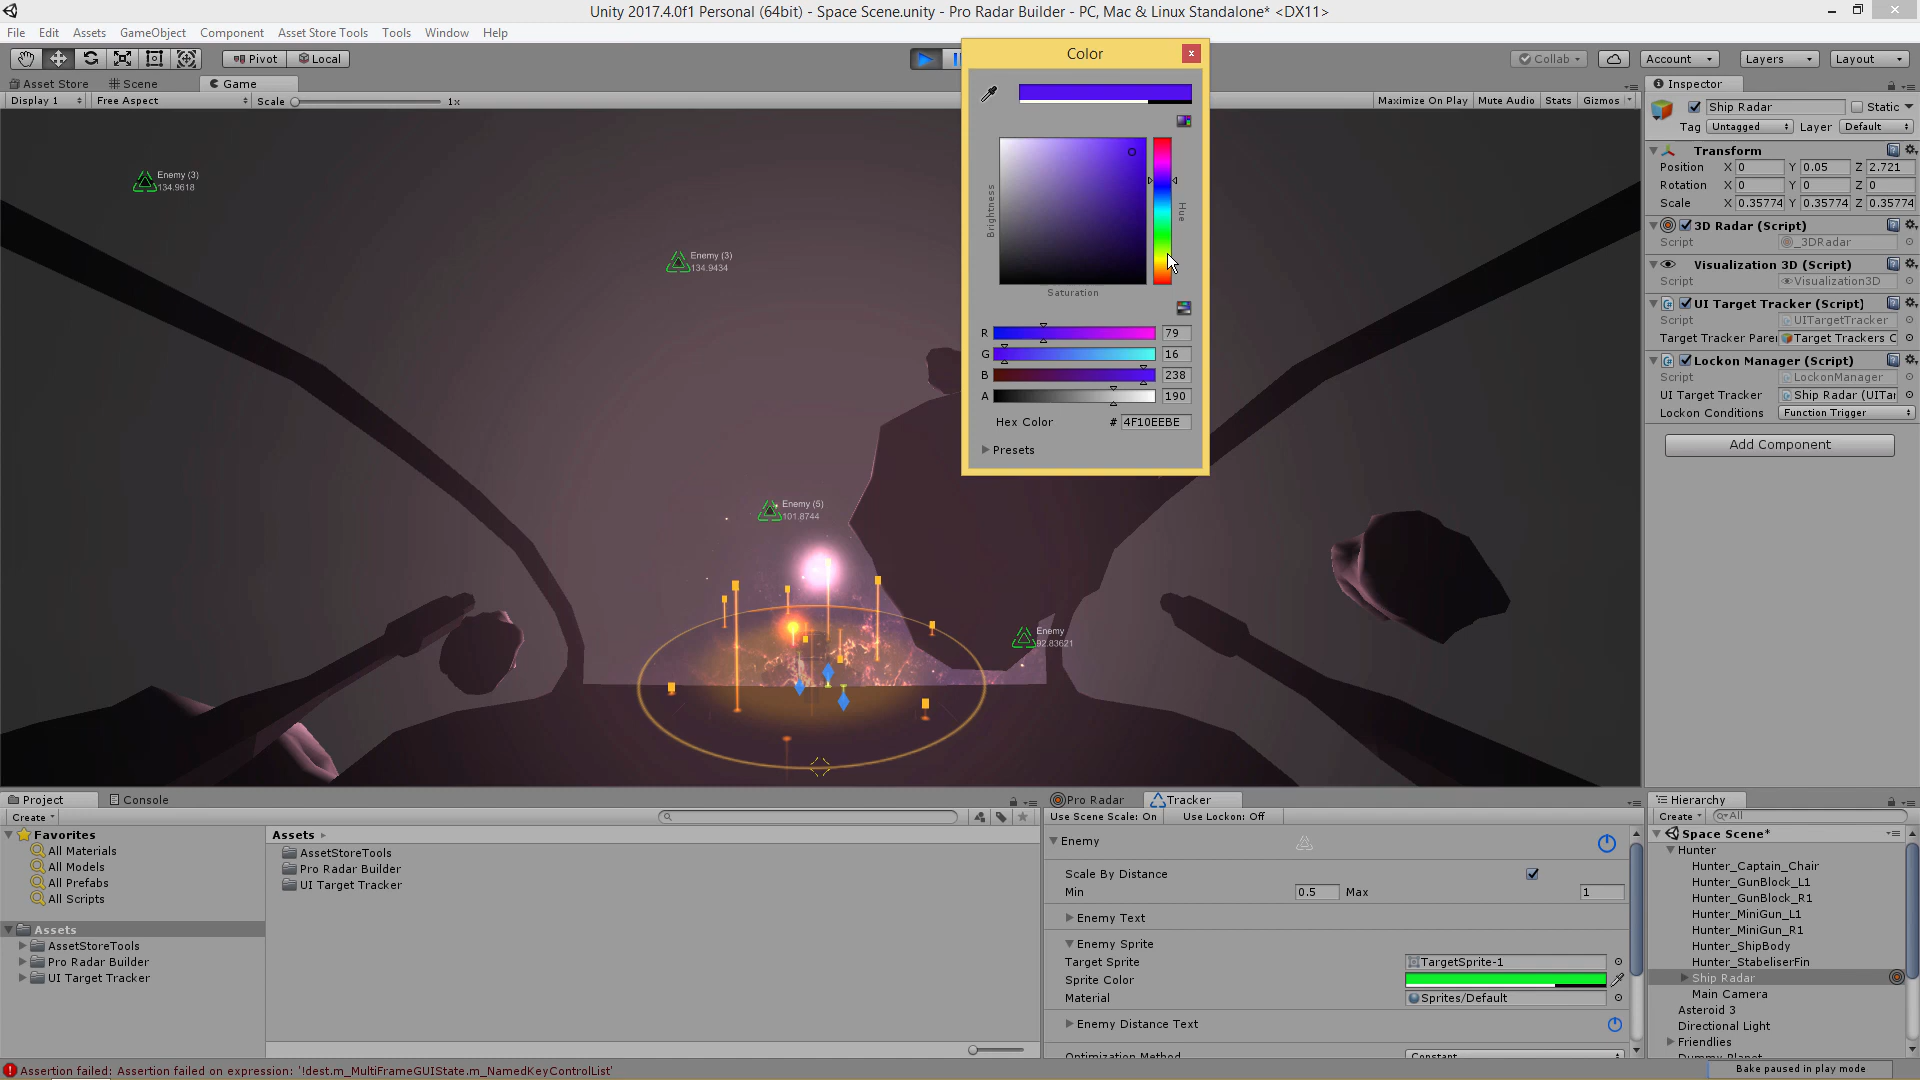 Unity 2017.4.0f1 Personal (64bit) - Space Scene.unity - Pro Radar Builder - PC, Mac & Linux Standalone* <DX11>
File Edit Assets GameObject Component Asset Store Tools Tools Window Help
Pivot Local
Collab Account Layers Layout
Asset Store Scene Game
Display 1 Free Aspect Scale 1x
Maximize On Play Mute Audio Stats Gizmos
Enemy (3)
134.9618
Enemy (3)
134.9434
Enemy (5)
101.8744
Enemy
92.83621
Color
Brightness
Hue
Saturation
R 79
G 16
B 238
A 190
Hex Color # 4F10EEBE
Presets
Inspector
Ship Radar Static
Tag Untagged Layer Default
Transform
Position X 0 Y 0.05 Z 2.721
Rotation X 0 Y 0 Z 0
Scale X 0.35774 Y 0.35774 Z 0.35774
3D Radar (Script)
Script _3DRadar
Visualization 3D (Script)
Script Visualization3D
UI Target Tracker (Script)
Script UITargetTracker
Target Tracker Parei Target Trackers C
Lockon Manager (Script)
Script LockonManager
UI Target Tracker Ship Radar (UITar
Lockon Conditions Function Trigger
Add Component
Project Console
Create
Favorites
All Materials
All Models
All Prefabs
All Scripts
Assets
AssetStoreTools
Pro Radar Builder
UI Target Tracker
Assets
AssetStoreTools
Pro Radar Builder
UI Target Tracker
Pro Radar Tracker
Use Scene Scale: On Use Lockon: Off
Enemy
Scale By Distance
Min 0.5 Max 1
Enemy Text
Enemy Sprite
Target Sprite TargetSprite-1
Sprite Color
Material Sprites/Default
Enemy Distance Text
Optimization Method Constant
Hierarchy
Create All
Space Scene*
Hunter
Hunter_Captain_Chair
Hunter_GunBlock_L1
Hunter_GunBlock_R1
Hunter_MiniGun_L1
Hunter_MiniGun_R1
Hunter_ShipBody
Hunter_StabeliserFin
Ship Radar
Main Camera
Asteroid 3
Directional Light
Friendlies
Dummy Planet
Assertion failed: Assertion failed on expression: '!dest.m_MultiFrameGUIState.m_NamedKeyControlList'
Bake paused in play mode